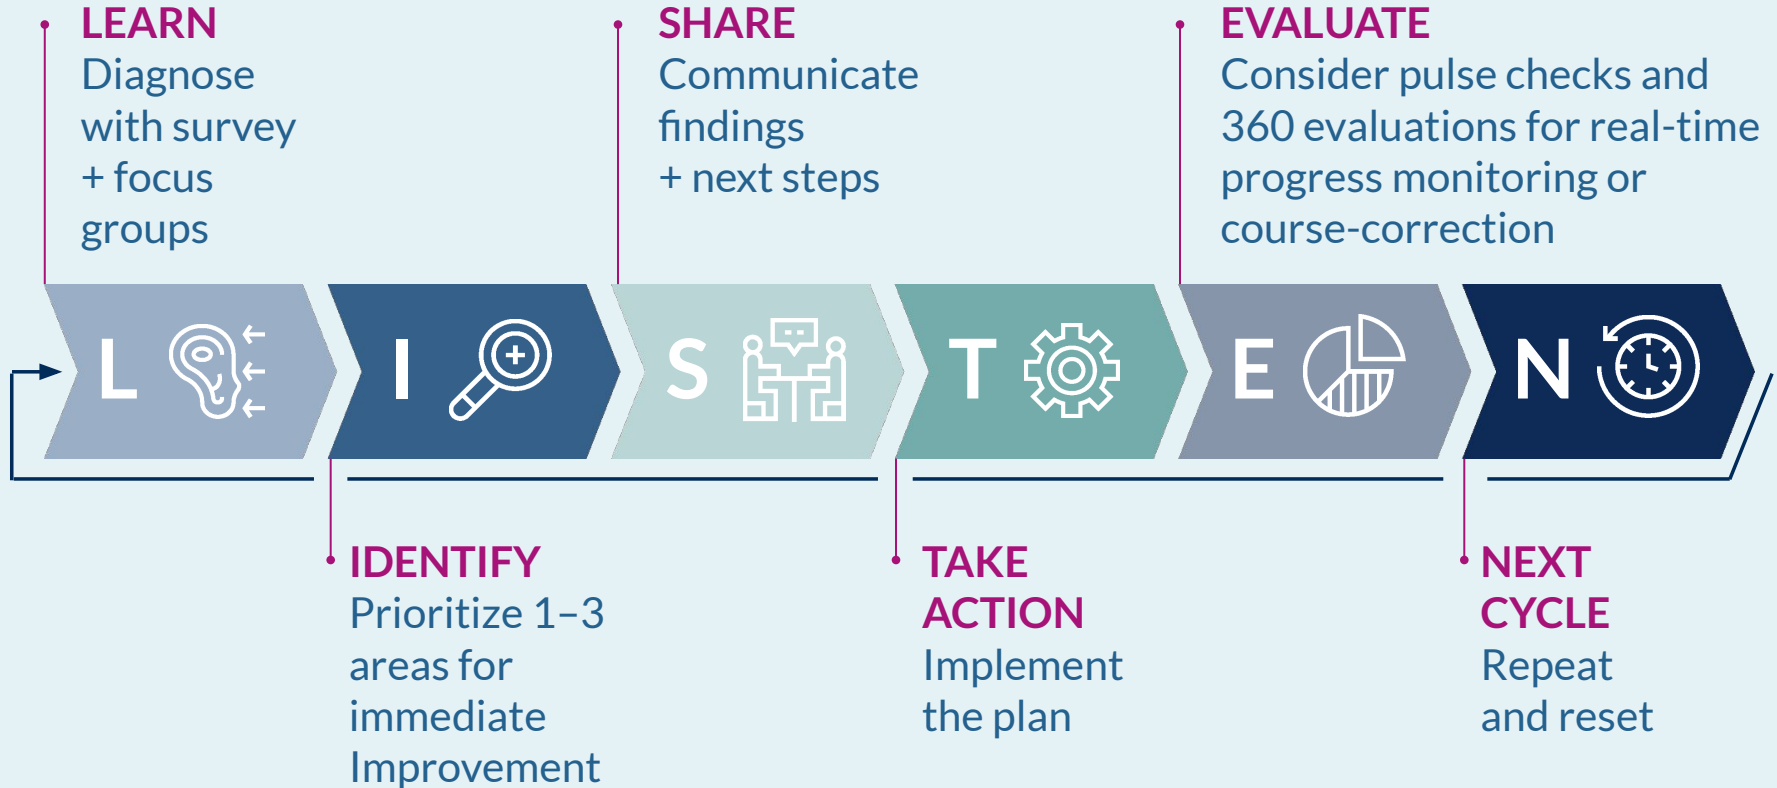 LEARN
Diagnose
with survey
+ focus
groups
SHARE
Communicate
findings
+ next steps
EVALUATE
Consider pulse checks and
360 evaluations for real-time
progress monitoring or
course-correction
L
I
S
T
E
N
IDENTIFY
Prioritize 1–3
areas for
immediate
Improvement
TAKE
ACTION
Implement
the plan
NEXT
CYCLE
Repeat
and reset